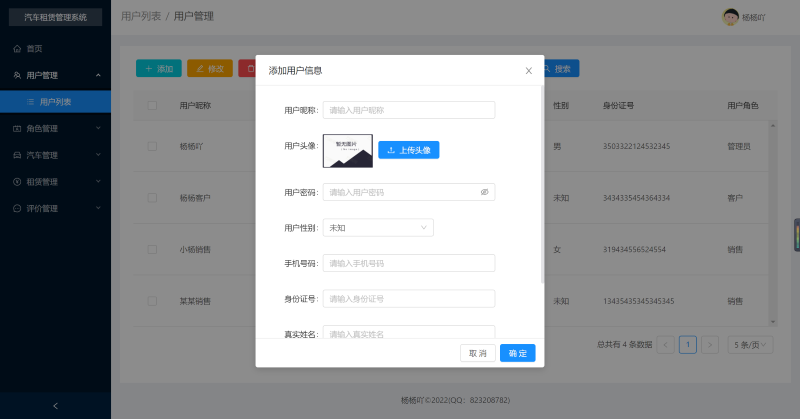 汽车租赁管理系统
用户列表 / 用户管理
杨杨吖
首页
用户管理
用户列表
角色管理
汽车管理
租赁管理
评价管理
添加
修改
搜索
用户昵称
性别
身份证号
用户角色
杨杨吖
男
3503322124532345
管理员
杨杨客户
未知
3434335454364334
客户
小杨销售
女
319434556524554
销售
某某销售
未知
13435435345345345
销售
添加用户信息
用户昵称:
请输入用户昵称
用户头像:
暂无图片
上传头像
用户密码:
请输入用户密码
用户性别:
未知
手机号码:
请输入手机号码
身份证号:
请输入身份证号
真实姓名:
请输入真实姓名
取消
确定
总共有 4 条数据
1
5 条/页
杨杨吖©2022(QQ: 823208782)